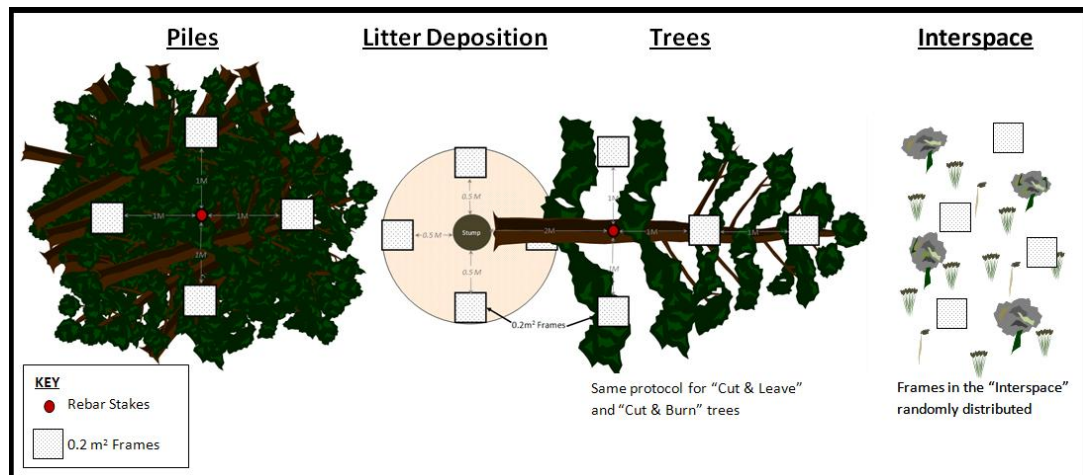 Piles
Litter Deposition
Trees
Interspace
1M
1M
1M
1M
0.5 M
0.5 M
Stump
0.5 M
2M
1M
1M
1M
1M
0.2m² Frames
Same protocol for “Cut & Leave”
and “Cut & Burn” trees
Frames in the “Interspace”
randomly distributed
KEY
Rebar Stakes
0.2 m² Frames